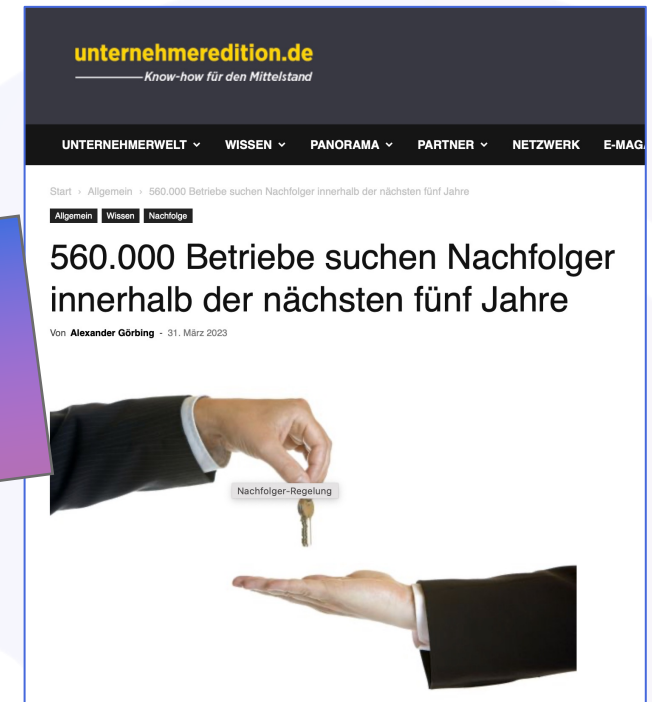 unternehmeredition.de
Know-how für den Mittelstand
UNTERNEHMERWELT WISSEN PANORAMA PARTNER NETZWERK E-MAGA
Start › Allgemein › 560.000 Betriebe suchen Nachfolger innerhalb der nächsten fünf Jahre
Allgemein Wissen Nachfolge
560.000 Betriebe suchen Nachfolger
innerhalb der nächsten fünf Jahre
Von Alexander Görbing - 31. März 2023
Nachfolger-Regelung